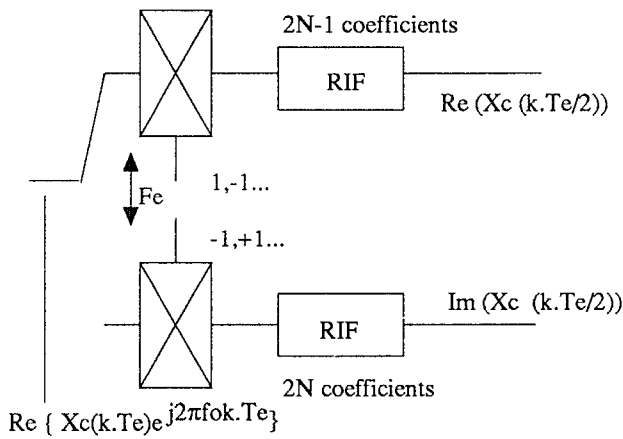 2N-1 coefficients
RIF
Re (Xc (k.Te/2))
Fe
1,-1...
-1,+1...
RIF
Im (Xc (k.Te/2))
2N coefficients
Re { Xc(k.Te)e^j2πfok.Te}